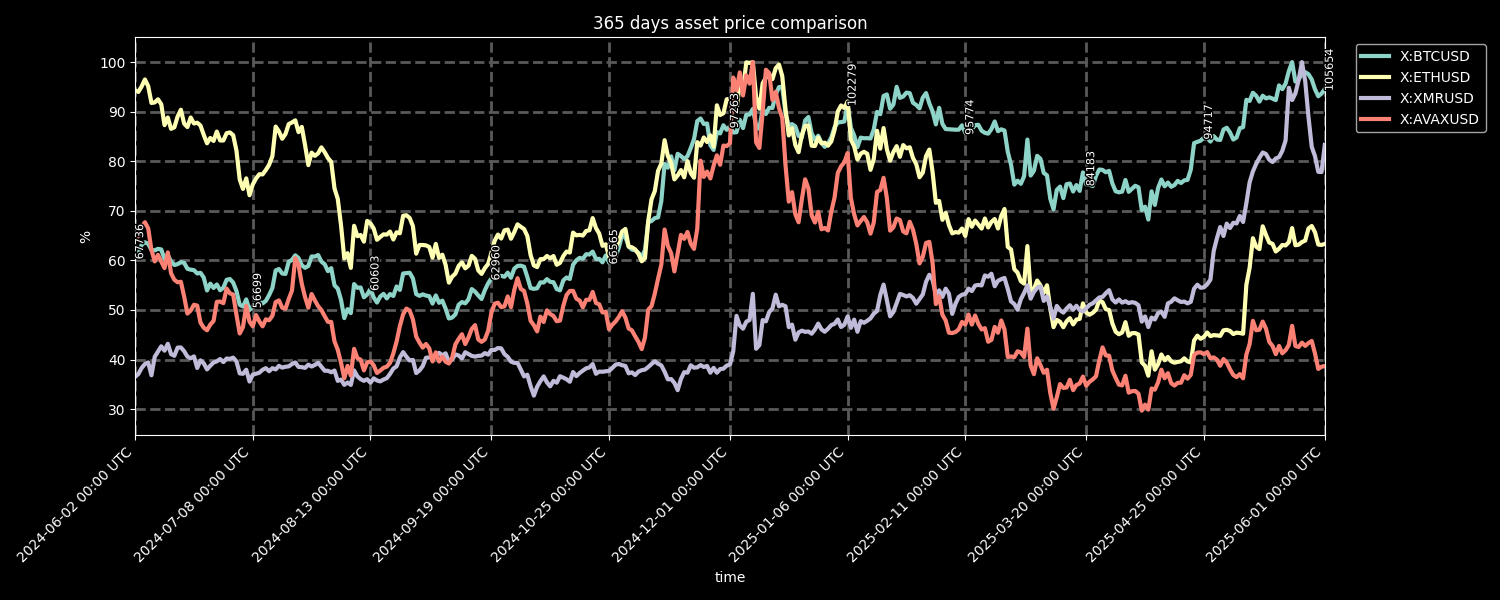 365 days asset price comparison
X:BTCUSD
X:ETHUSD
X:XMRUSD
X:AVAXUSD
%
100
90
80
70
60
50
40
30
67736
56699
60603
62960
66565
97263
102279
95774
84183
94717
105654
2024-06-02 00:00 UTC
2024-07-08 00:00 UTC
2024-08-13 00:00 UTC
2024-09-19 00:00 UTC
2024-10-25 00:00 UTC
2024-12-01 00:00 UTC
2025-01-06 00:00 UTC
2025-02-11 00:00 UTC
2025-03-20 00:00 UTC
2025-04-25 00:00 UTC
2025-06-01 00:00 UTC
time